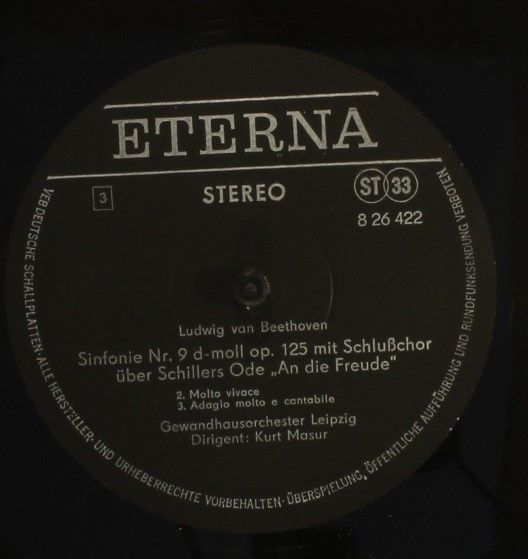 ETERNA
3
STEREO
ST 33
8 26 422
Ludwig van Beethoven
Sinfonie Nr. 9 d-moll op. 125 mit Schlußchor
über Schillers Ode „An die Freude“
2. Molto vivace
3. Adagio molto e cantabile
Gewandhausorchester Leipzig
Dirigent: Kurt Masur
VEB DEUTSCHE SCHALLPLATTEN · ALLE HERSTELLER- UND URHEBERRECHTE VORBEHALTEN · ÜBERSPIELUNG, ÖFFENTLICHE AUFFÜHRUNG UND RUNDFUNKSENDUNG VERBOTEN